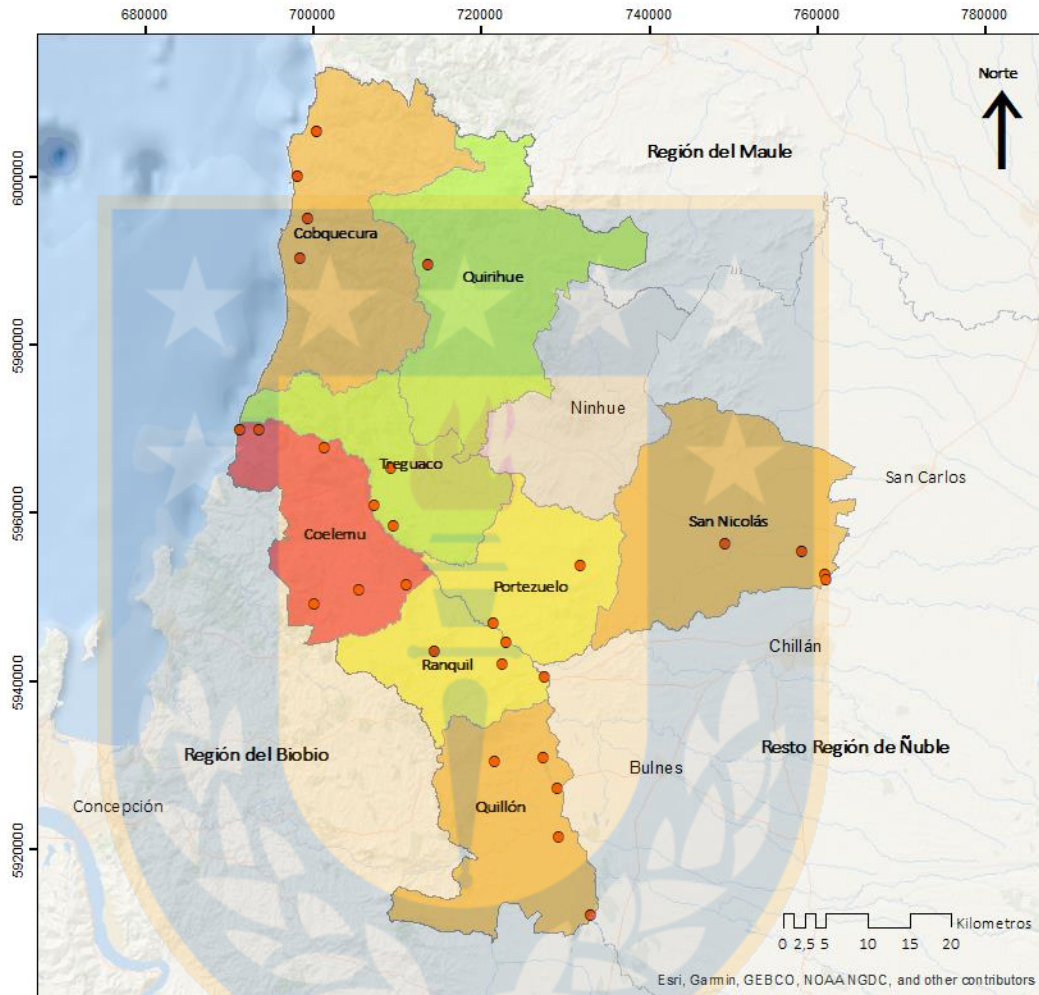 680000 700000 720000 740000 760000 780000
Norte
Región del Maule
6000000
Cobquecura
Quirihue
5980000
Ninhue
Treguaco
San Carlos
5960000
San Nicolás
Coelemu
Portezuelo
Chillán
Ranquil
5940000
Región del Biobio
Resto Región de Ñuble
Bulnes
Concepción
Quillón
5920000
Kilometros
0 2,5 5 10 15 20
Esri, Garmin, GEBCO, NOAA NGDC, and other contributors